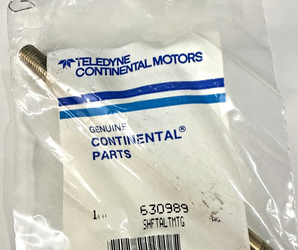 TELEDYNE
CONTINENTAL MOTORS
GENUINE
CONTINENTAL®
PARTS
630989
SHFTALTMTG